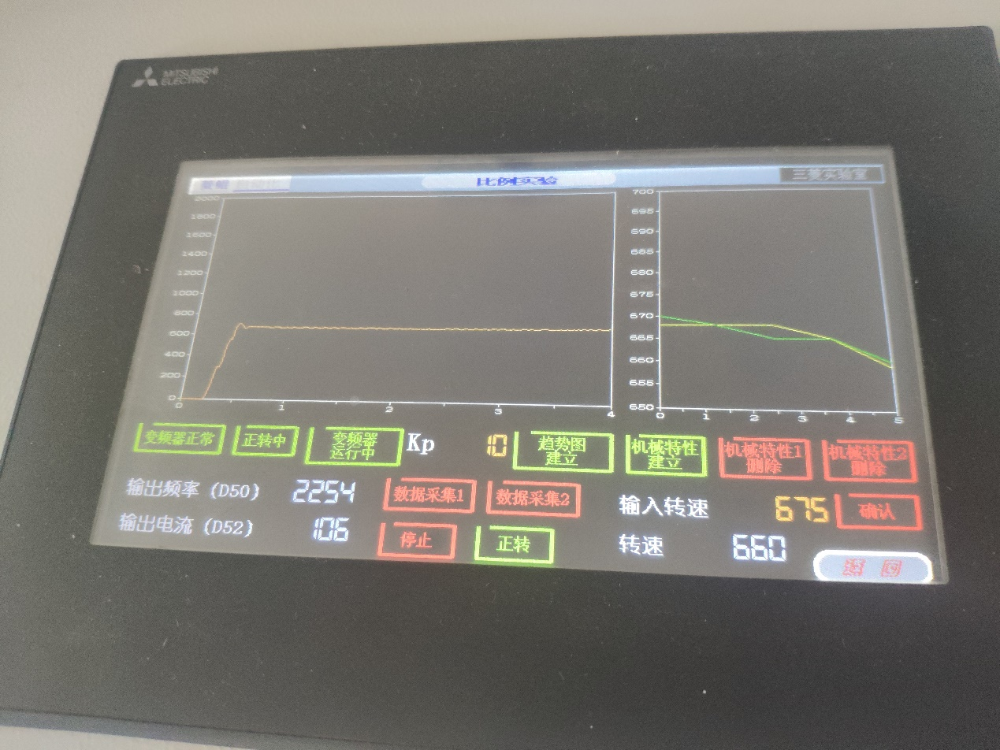 MITSUBISHI
ELECTRIC
比例实验
三菱实验室
2000
1800
1600
1400
1200
1000
800
600
400
200
0
0 1 2 3 4
700
695
690
685
680
675
670
665
660
655
650
0 1 2 3 4 5
变频器正常
正转中
变频器
运行中
Kp
10
趋势图
建立
机械特性
建立
机械特性1
删除
机械特性2
删除
输出频率 (D50)
2254
数据采集1
数据采集2
输入转速
675
确认
输出电流 (D52)
106
停止
正转
转速
660
返 回